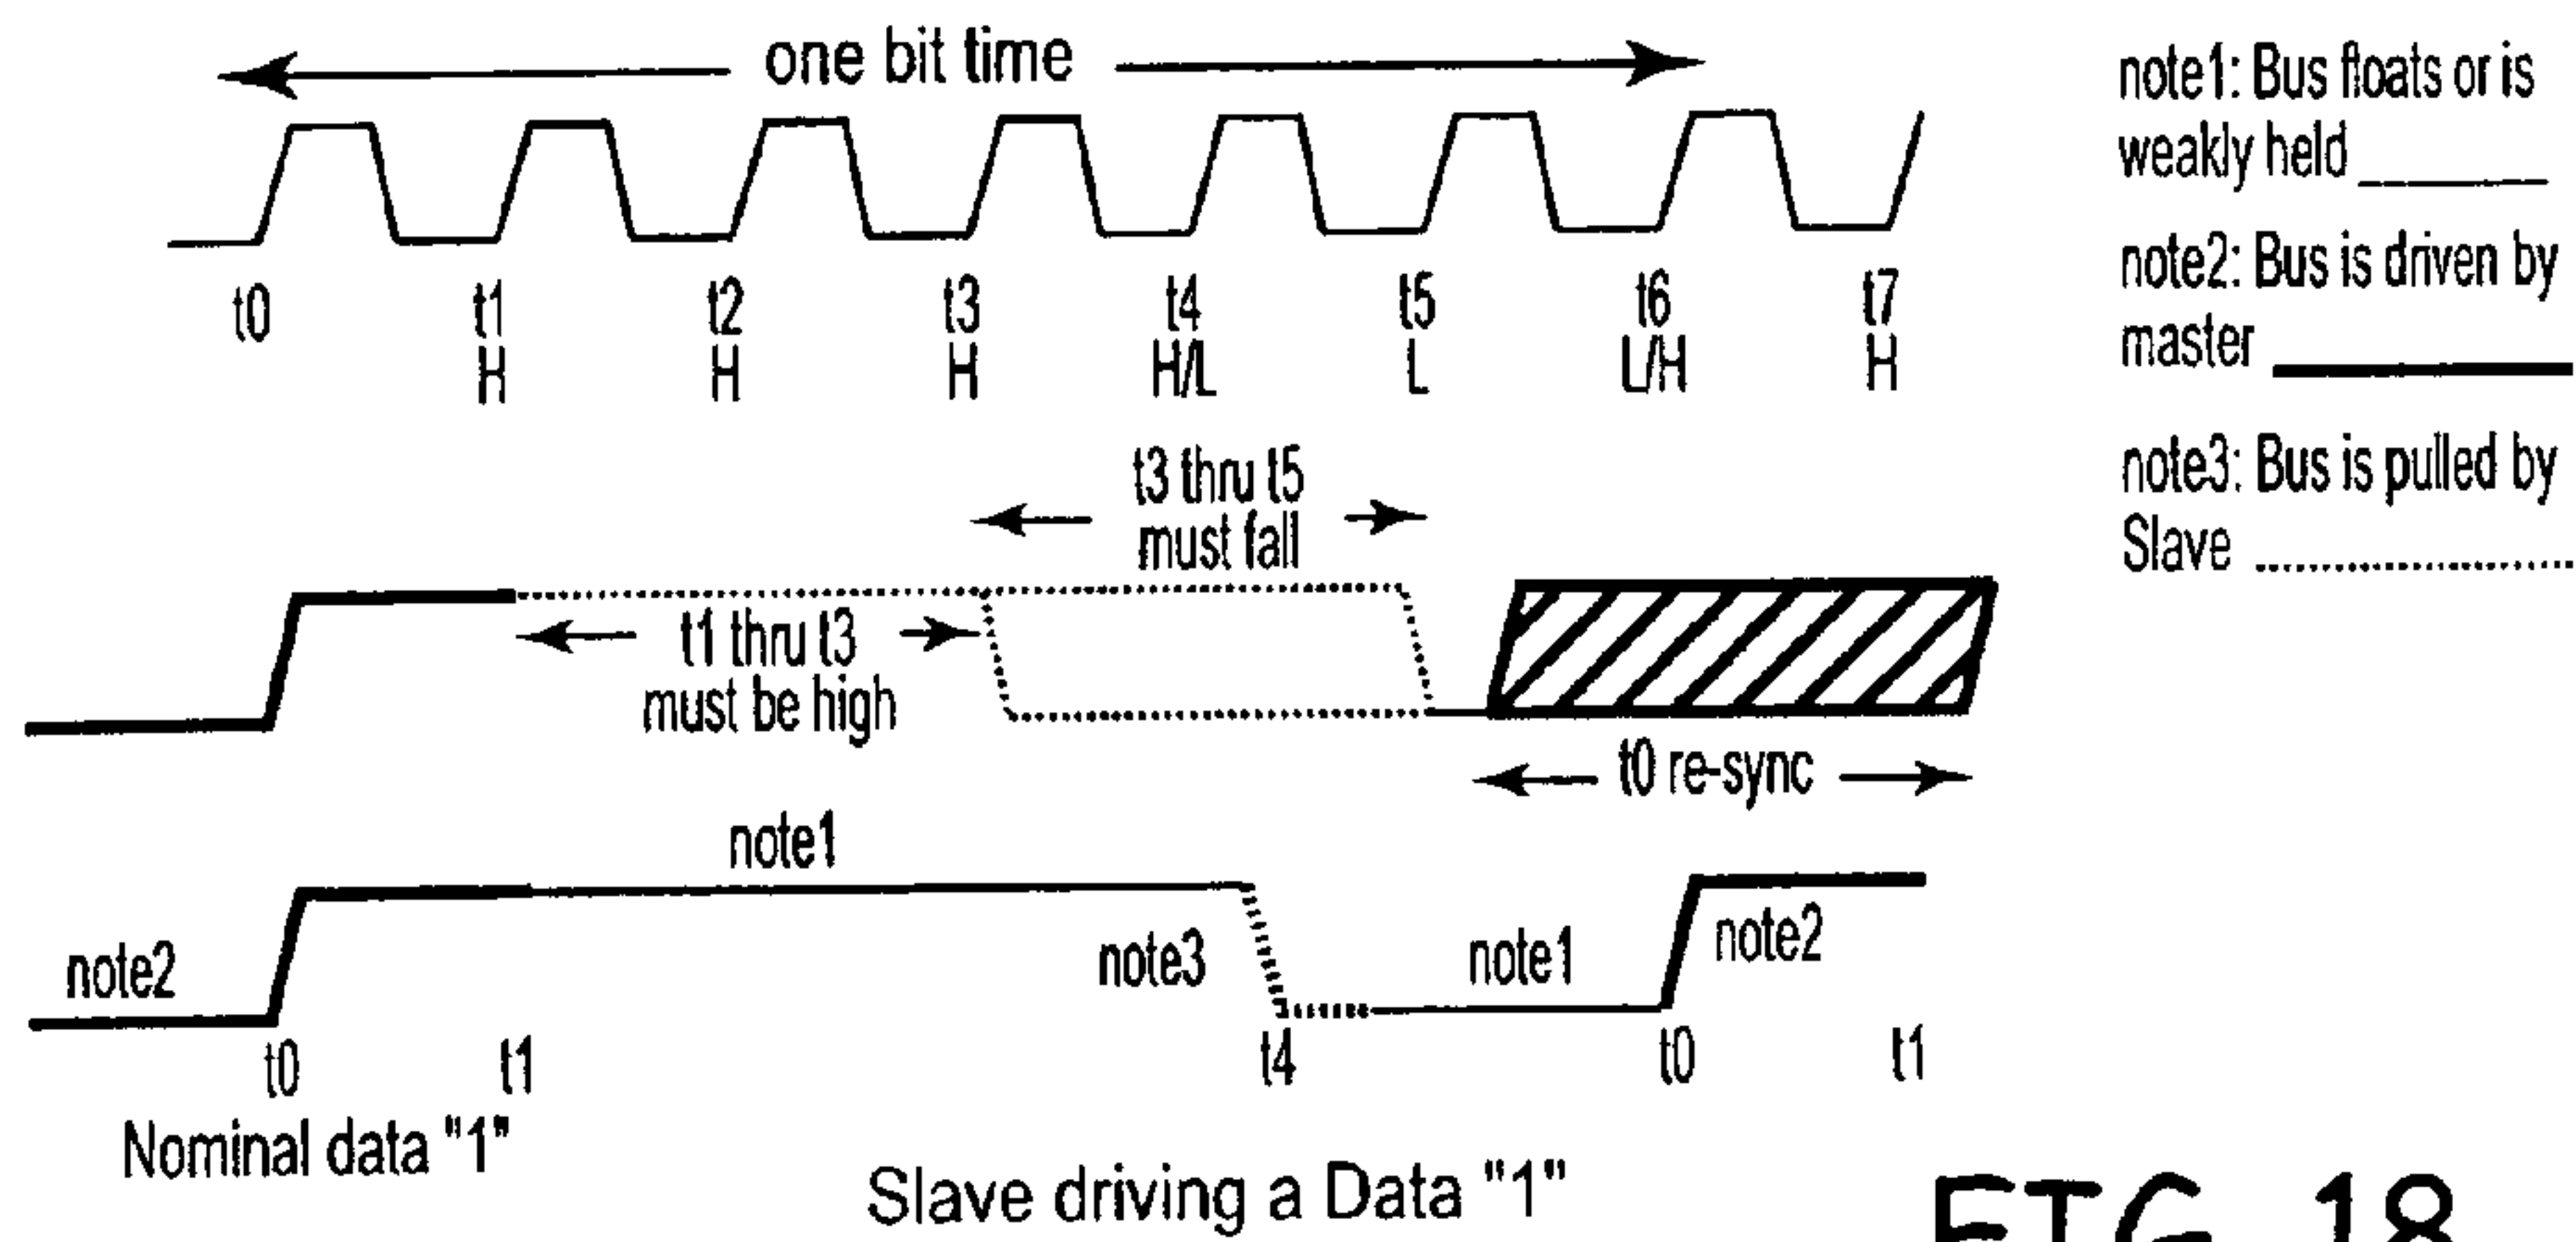 one bit time
t0 t1 t2 t3 t4 t5 t6 t7
H H H H/L L L/H H
note1: Bus floats or is
weakly held
note2: Bus is driven by
master
note3: Bus is pulled by
Slave
t3 thru t5
must fall
t1 thru t3
must be high
t0 re-sync
note1
note2 note3 note1 note2
t0 t1 t4 t0 t1
Nominal data "1"
Slave driving a Data "1"
FIG 18